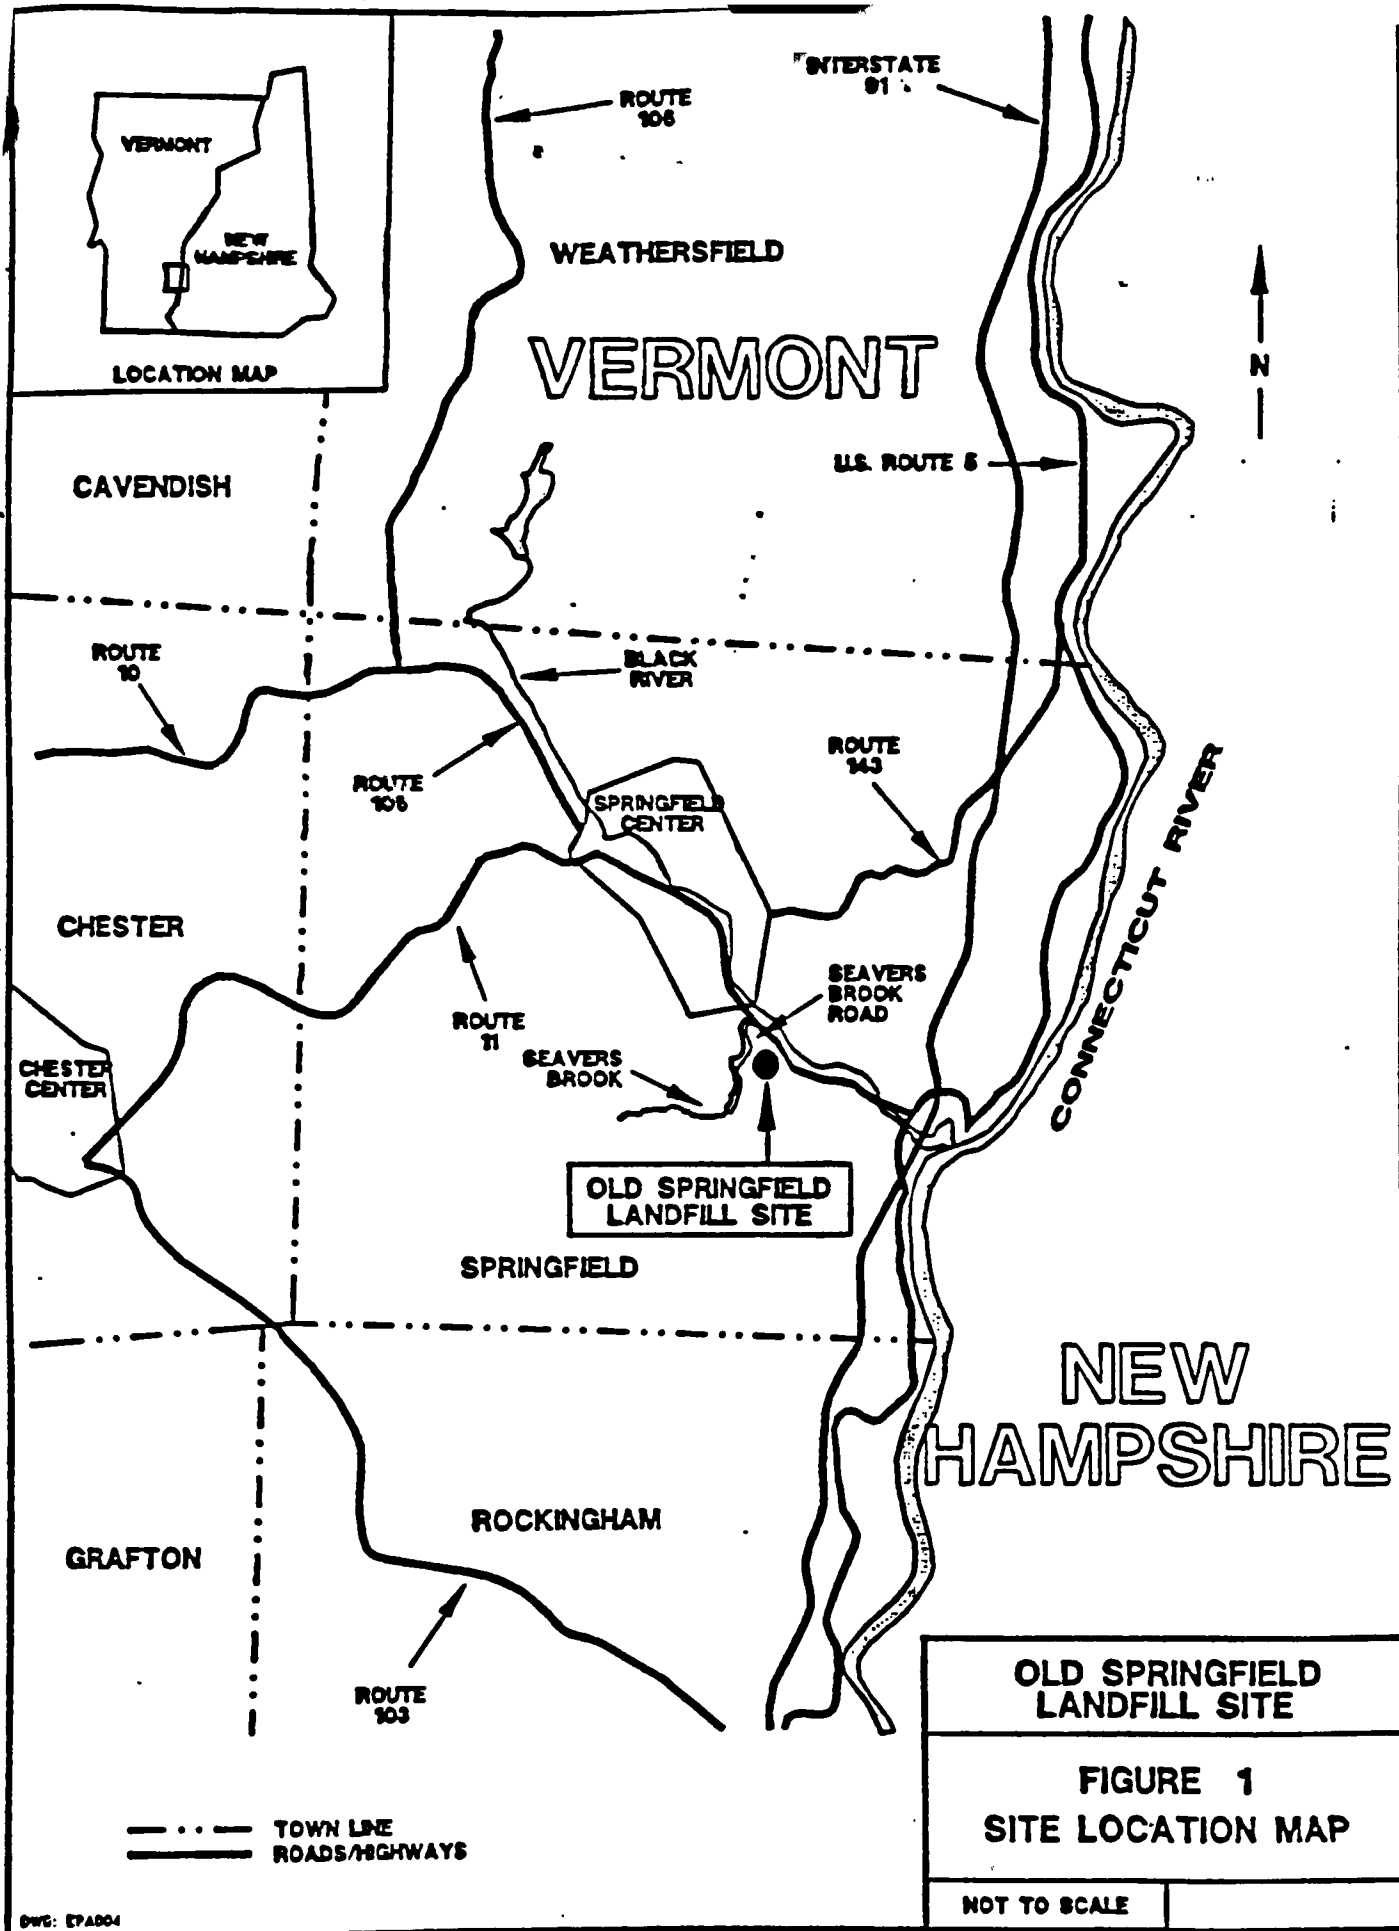 VERMONT
NEW
HAMPSHIRE
LOCATION MAP
ROUTE
106
INTERSTATE
91
WEATHERSFIELD
VERMONT
N
CAVENDISH
U.S. ROUTE 5
ROUTE
10
BLACK
RIVER
ROUTE
106
SPRINGFIELD
CENTER
ROUTE
143
CONNECTICUT RIVER
CHESTER
ROUTE
11
SEAVERS
BROOK
ROAD
SEAVERS
BROOK
CHESTER
CENTER
OLD SPRINGFIELD
LANDFILL SITE
SPRINGFIELD
NEW
HAMPSHIRE
ROCKINGHAM
GRAFTON
ROUTE
103
TOWN LINE
ROADS/HIGHWAYS
OLD SPRINGFIELD
LANDFILL SITE
FIGURE 1
SITE LOCATION MAP
NOT TO SCALE
DWG: EPA004